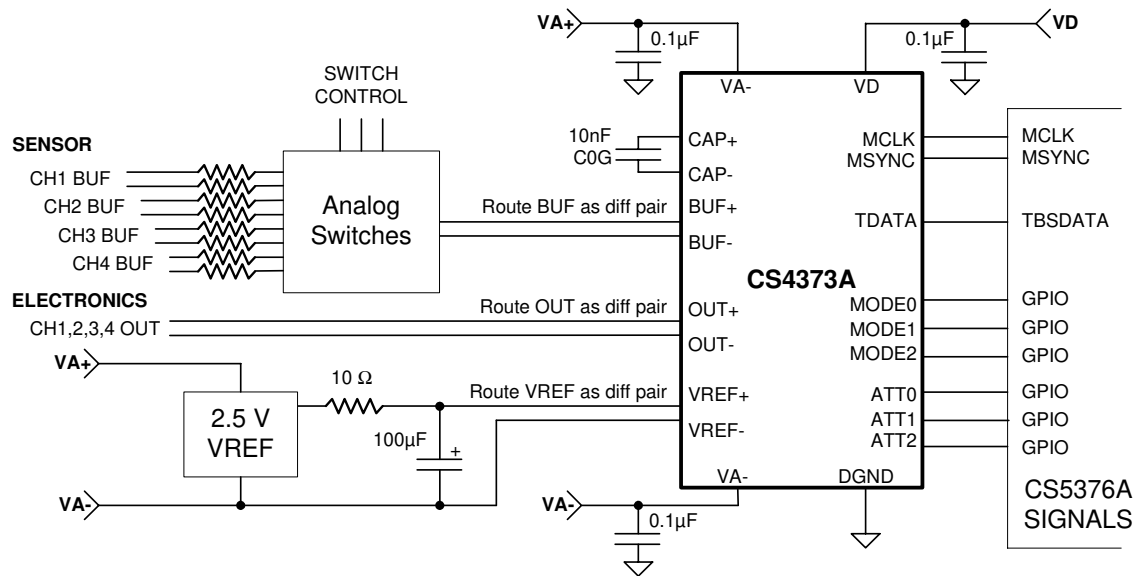 VA+
0.1µF
0.1µF
VD
SWITCH
CONTROL
VA-
VD
SENSOR
CH1 BUF
CH2 BUF
CH3 BUF
CH4 BUF
Analog
Switches
10nF
C0G
CAP+
CAP-
Route BUF as diff pair
BUF+
BUF-
MCLK
MSYNC
TDATA
MCLK
MSYNC
TBSDATA
CS4373A
ELECTRONICS
CH1,2,3,4 OUT
Route OUT as diff pair
OUT+
OUT-
MODE0
MODE1
MODE2
GPIO
GPIO
GPIO
VA+
2.5 V
VREF
10 Ω
100µF
+
Route VREF as diff pair
VREF+
VREF-
ATT0
ATT1
ATT2
GPIO
GPIO
GPIO
VA-
VA-
0.1µF
VA-
DGND
CS5376A
SIGNALS